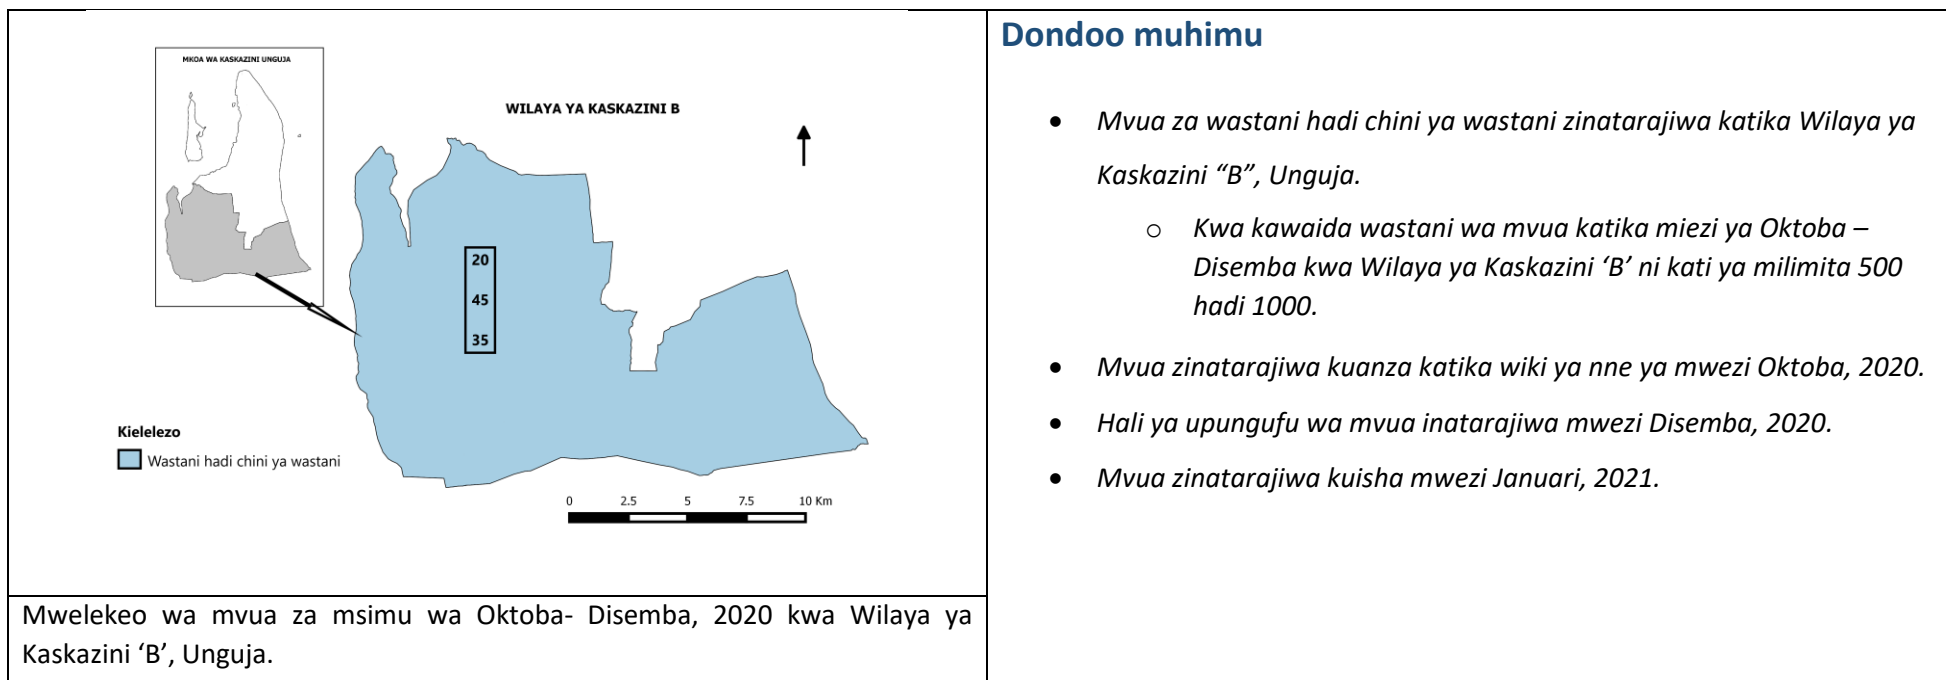 MKOA WA KASKAZINI UNGUJA
WILAYA YA KASKAZINI B
20
45
35
Kielelezo
Wastani hadi chini ya wastani
0 2.5 5 7.5 10 Km
Mwelekeo wa mvua za msimu wa Oktoba- Disemba, 2020 kwa Wilaya ya
Kaskazini ‘B’, Unguja.
Dondoo muhimu
• Mvua za wastani hadi chini ya wastani zinatarajiwa katika Wilaya ya
Kaskazini “B”, Unguja.
o Kwa kawaida wastani wa mvua katika miezi ya Oktoba –
Disemba kwa Wilaya ya Kaskazini ‘B’ ni kati ya milimita 500
hadi 1000.
• Mvua zinatarajiwa kuanza katika wiki ya nne ya mwezi Oktoba, 2020.
• Hali ya upungufu wa mvua inatarajiwa mwezi Disemba, 2020.
• Mvua zinatarajiwa kuisha mwezi Januari, 2021.